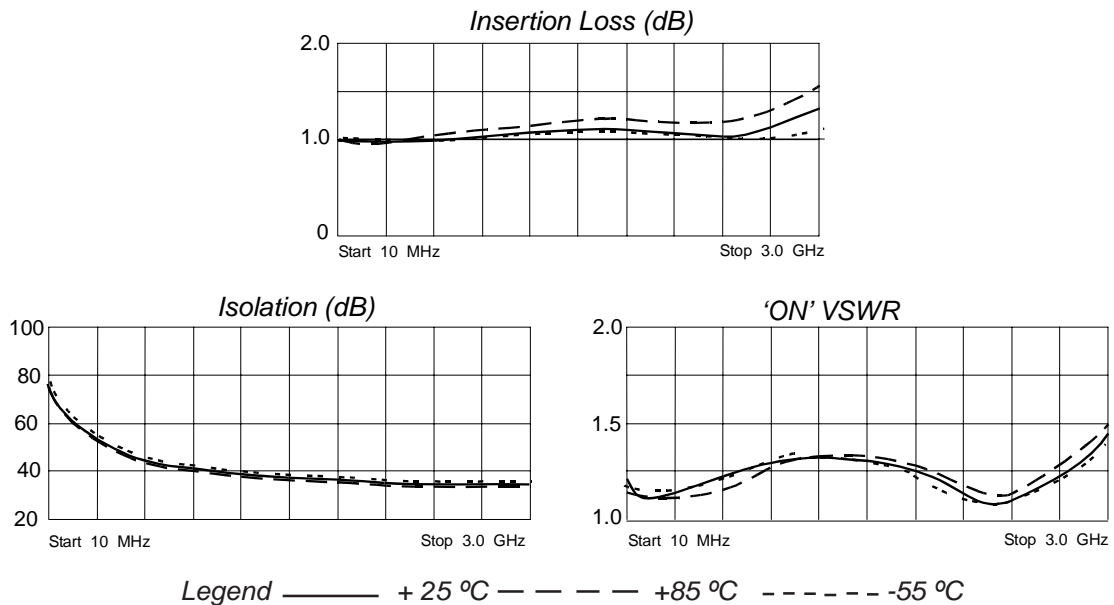 Insertion Loss (dB)
2.0
1.0
0
Start 10 MHz Stop 3.0 GHz
Isolation (dB)
100
80
60
40
20
Start 10 MHz Stop 3.0 GHz
‘ON’ VSWR
2.0
1.5
1.0
Start 10 MHz Stop 3.0 GHz
Legend + 25 ºC +85 ºC -55 ºC